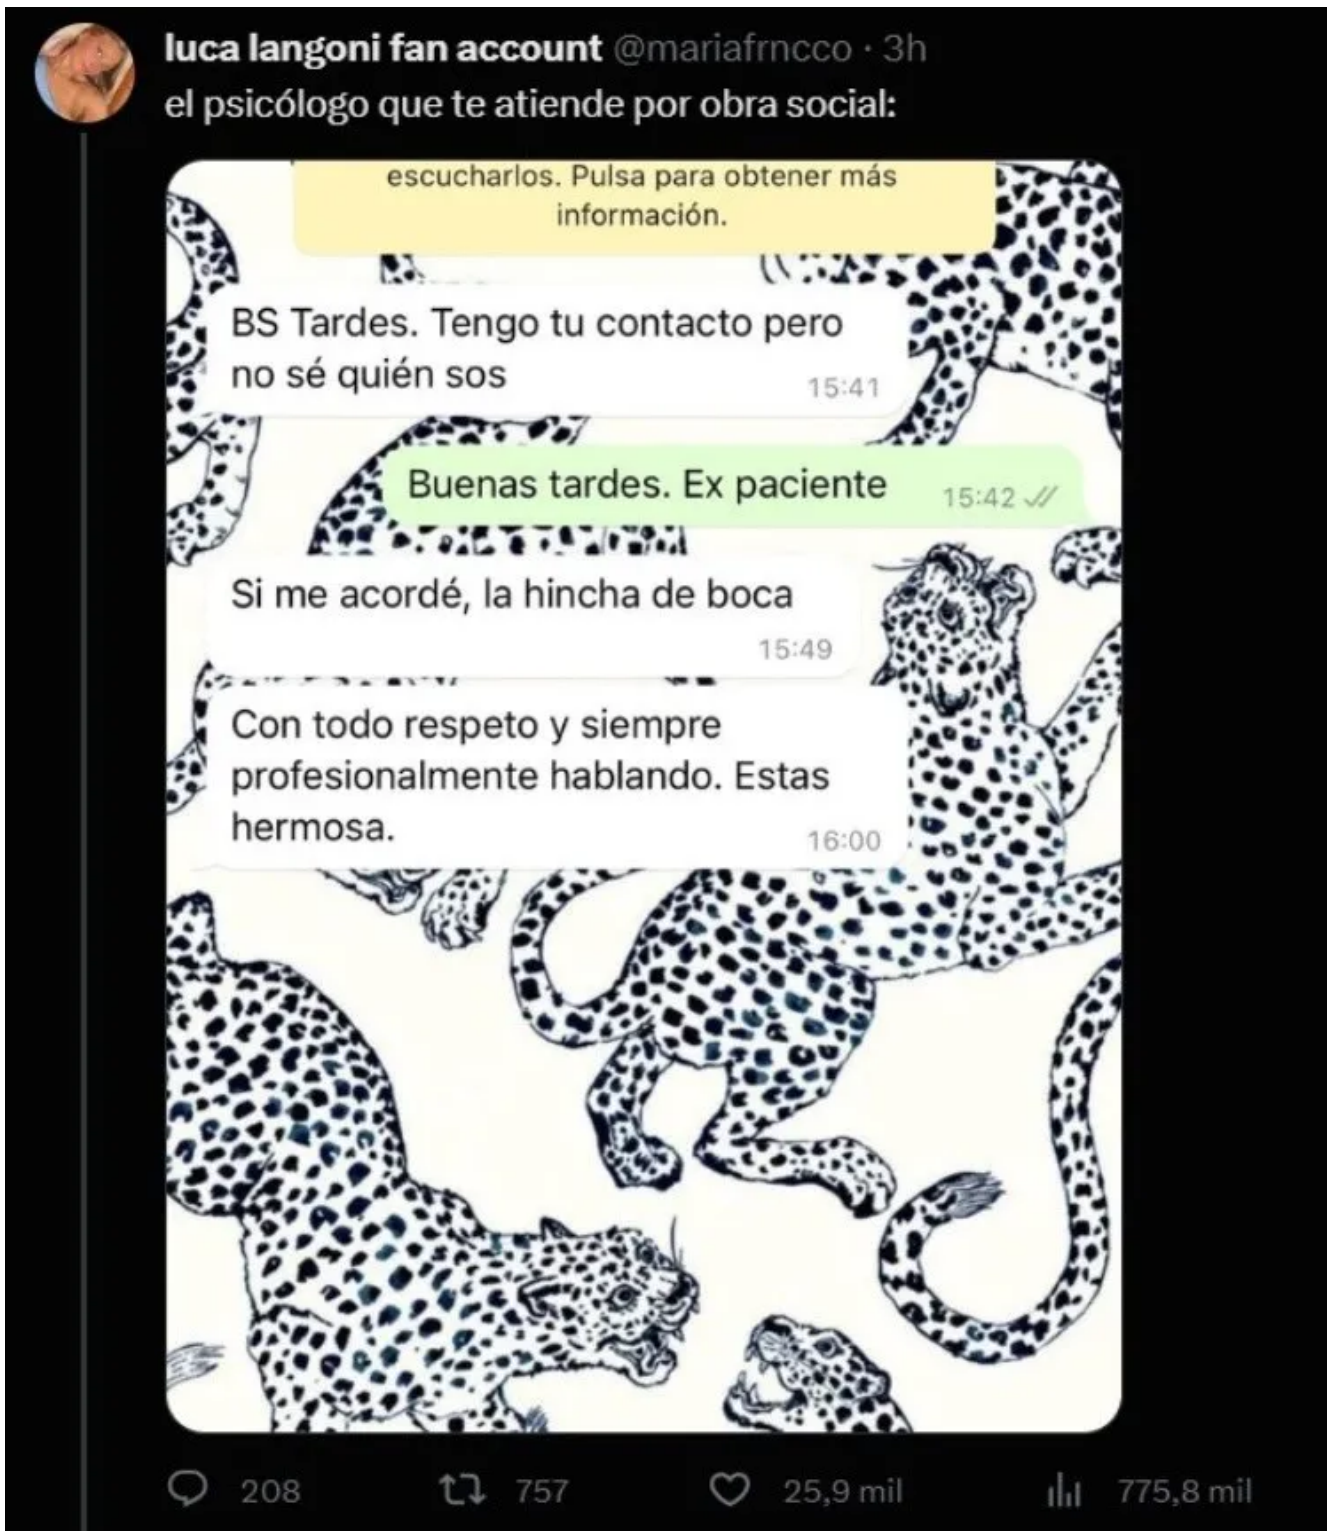 luca langoni fan account @mariafrncco · 3h
el psicólogo que te atiende por obra social:
escucharlos. Pulsa para obtener más
información.
BS Tardes. Tengo tu contacto pero
no sé quién sos
15:41
Buenas tardes. Ex paciente
15:42
Si me acordé, la hincha de boca
15:49
Con todo respeto y siempre
profesionalmente hablando. Estas
hermosa.
16:00
208
757
25,9 mil
775,8 mil